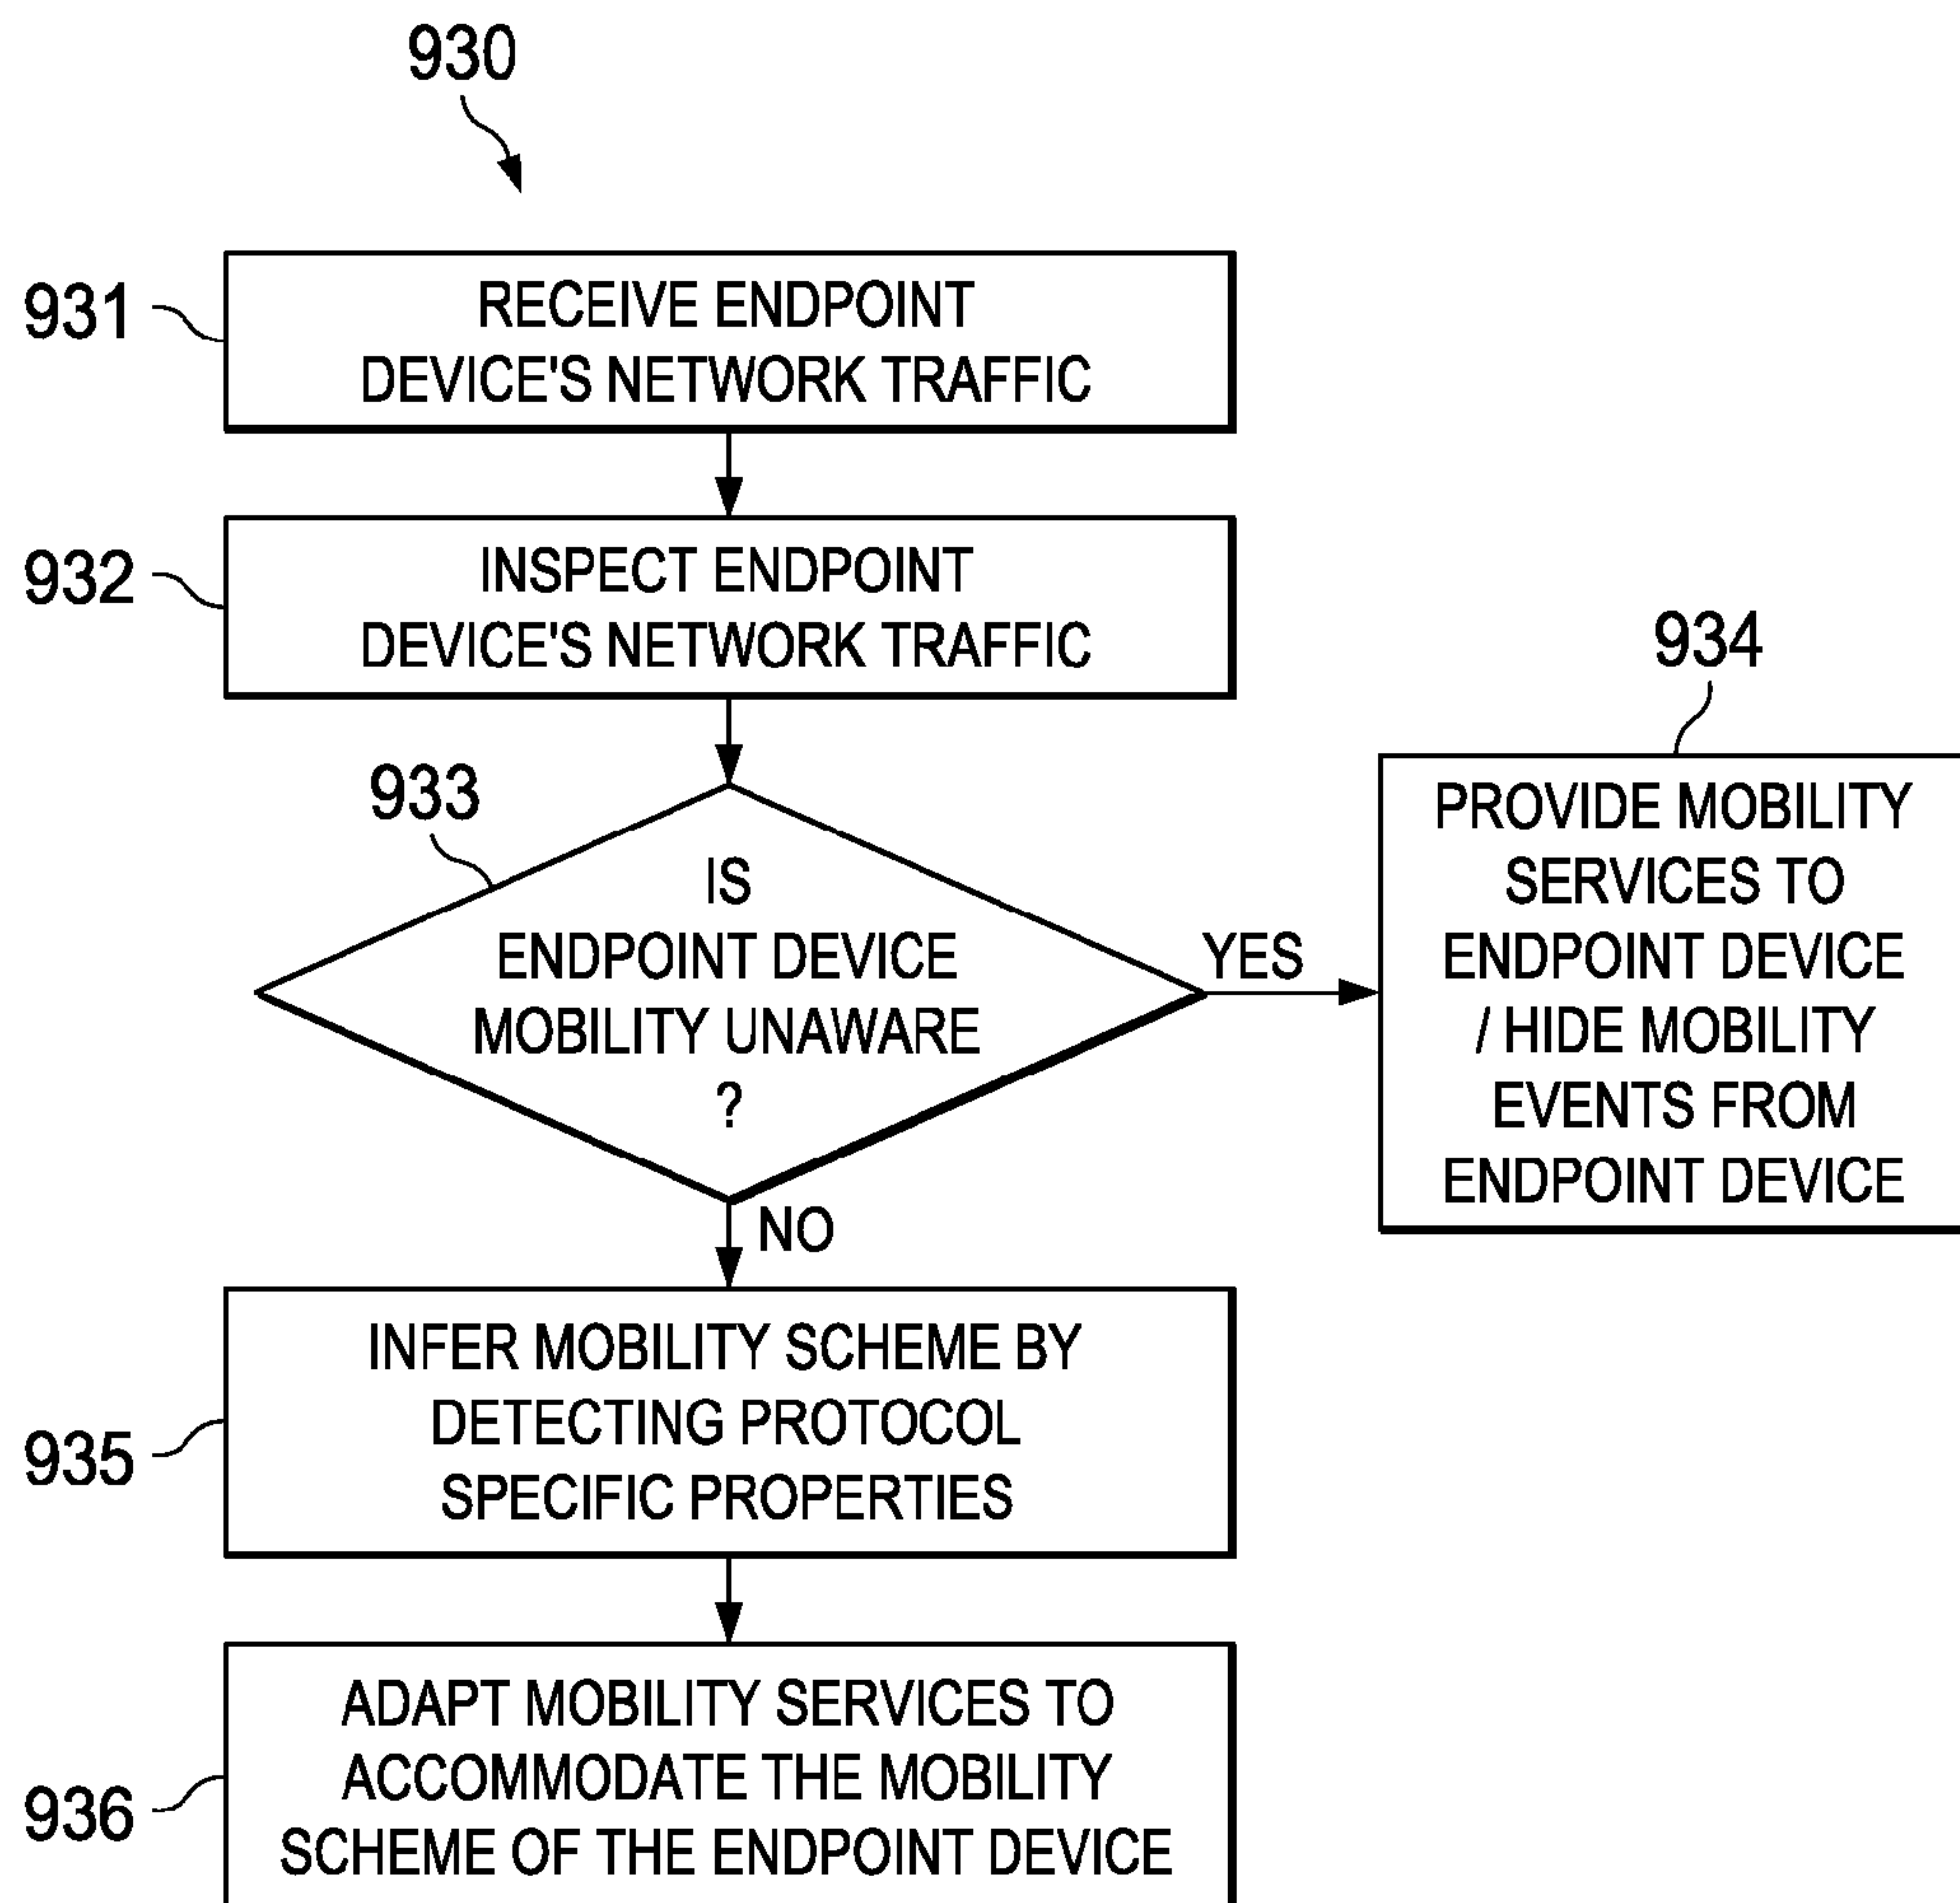 930
931
RECEIVE ENDPOINT
DEVICE'S NETWORK TRAFFIC
932
INSPECT ENDPOINT
DEVICE'S NETWORK TRAFFIC
933
IS
ENDPOINT DEVICE
MOBILITY UNAWARE
?
YES
934
PROVIDE MOBILITY
SERVICES TO
ENDPOINT DEVICE
/ HIDE MOBILITY
EVENTS FROM
ENDPOINT DEVICE
NO
935
INFER MOBILITY SCHEME BY
DETECTING PROTOCOL
SPECIFIC PROPERTIES
936
ADAPT MOBILITY SERVICES TO
ACCOMMODATE THE MOBILITY
SCHEME OF THE ENDPOINT DEVICE